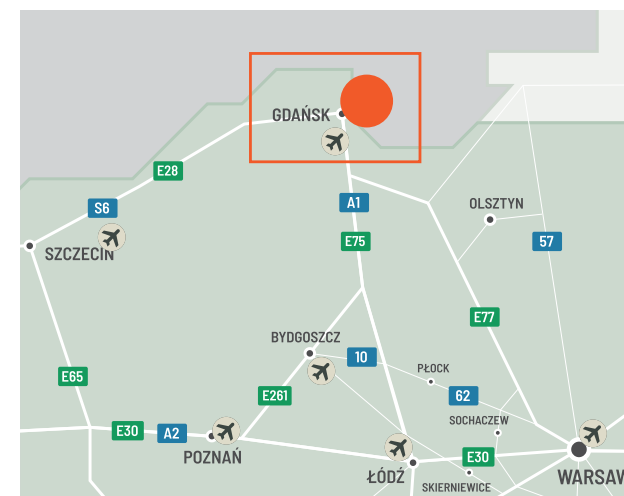 GDAŃSK
E28
S6
A1
OLSZTYN
SZCZECIN
E75
57
E77
BYDGOSZCZ
10
PŁOCK
E65
E261
62
SOCHACZEW
E30
A2
POZNAŃ
E30
ŁÓDŹ
SKIERNIEWICE
WARSAW